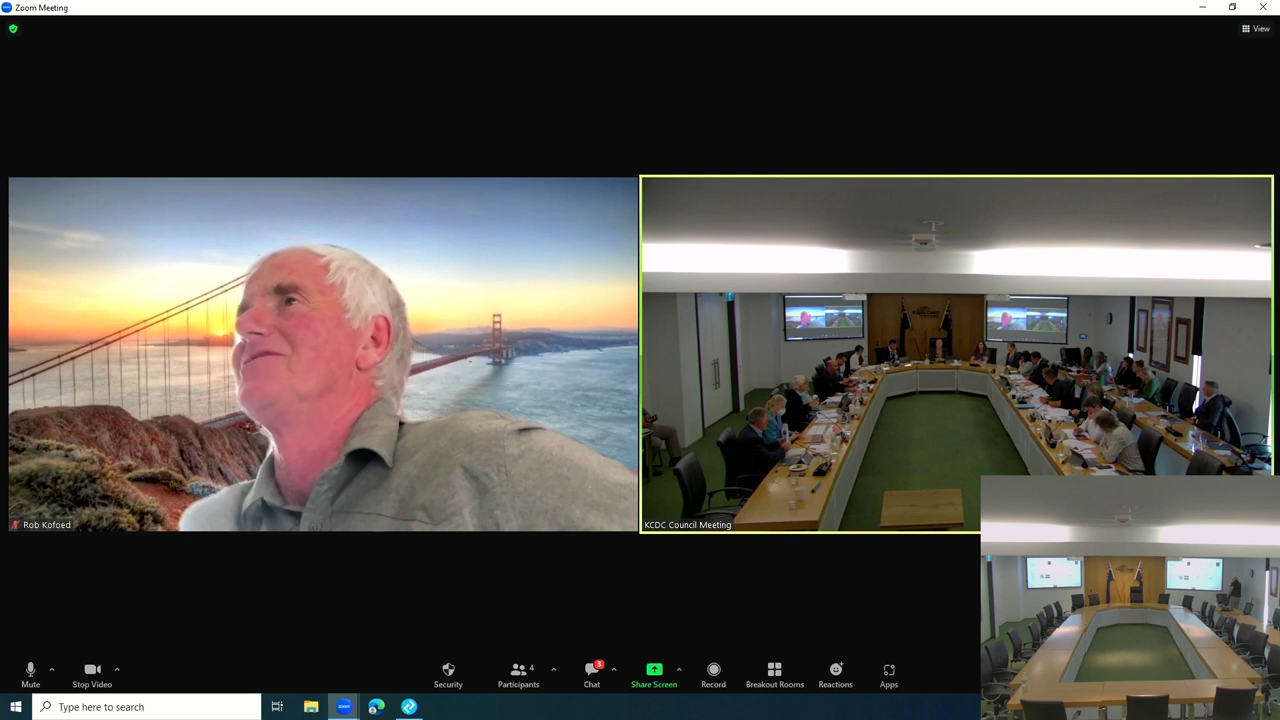 Zoom Meeting
View
Rob Kofoed
KCDC Council Meeting
Mute
Stop Video
Security
Participants
4
Chat
3
Share Screen
Record
Breakout Rooms
Reactions
Apps
Type here to search
zoom